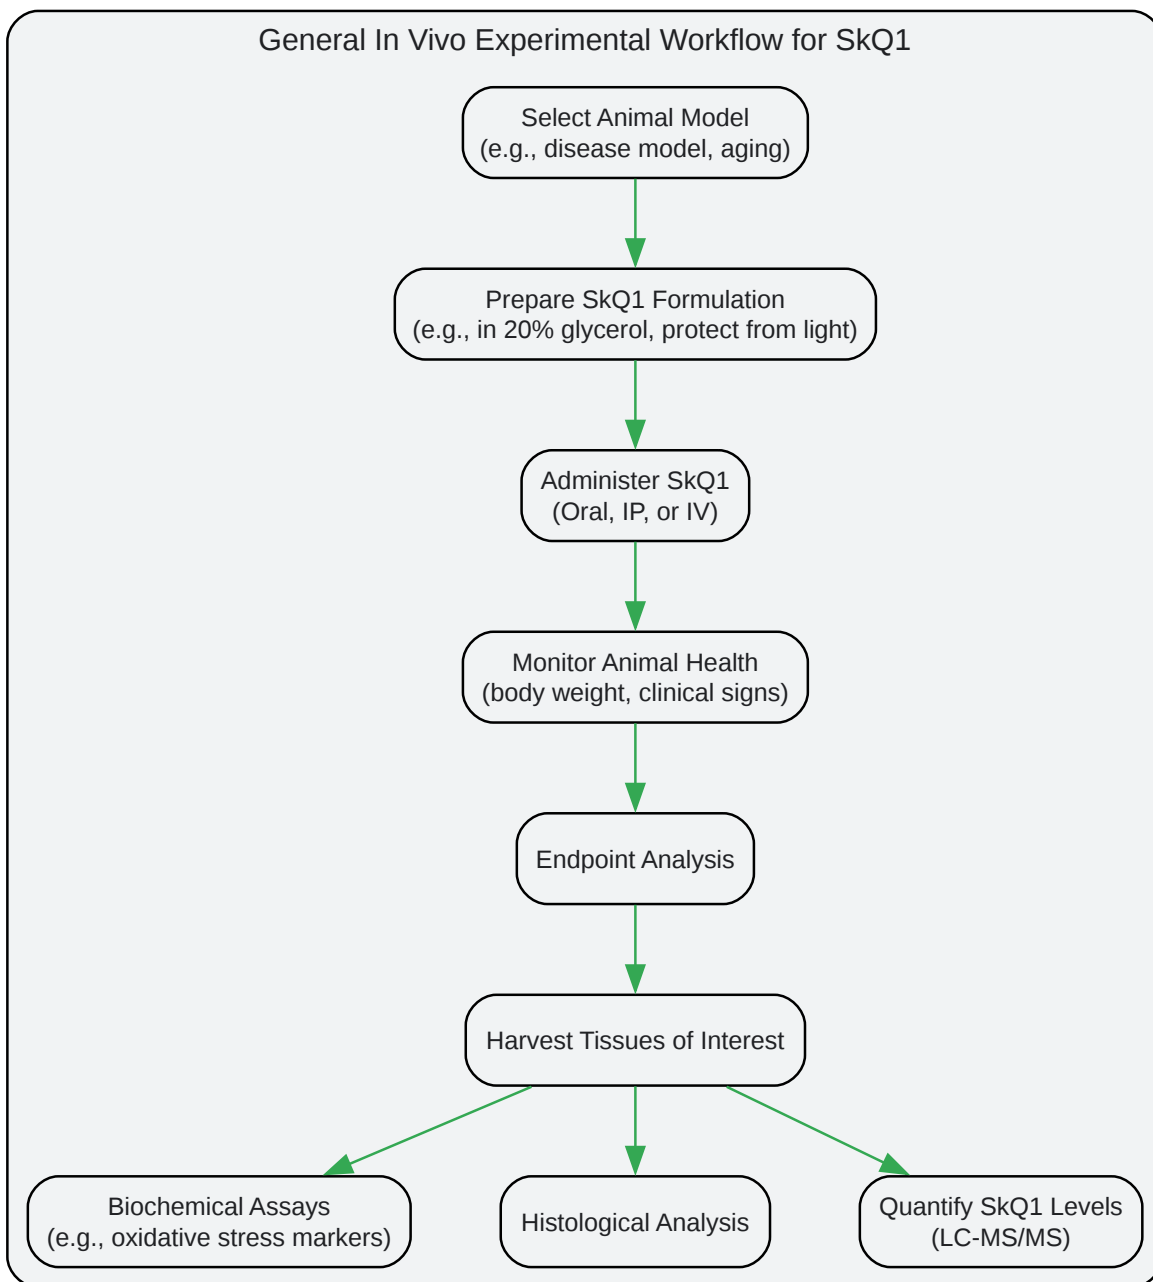 General In Vivo Experimental Workflow for SkQ1
Select Animal Model
(e.g., disease model, aging)
Prepare SkQ1 Formulation
(e.g., in 20% glycerol, protect from light)
Administer SkQ1
(Oral, IP, or IV)
Monitor Animal Health
(body weight, clinical signs)
Endpoint Analysis
Harvest Tissues of Interest
Biochemical Assays
(e.g., oxidative stress markers)
Histological Analysis
Quantify SkQ1 Levels
(LC-MS/MS)